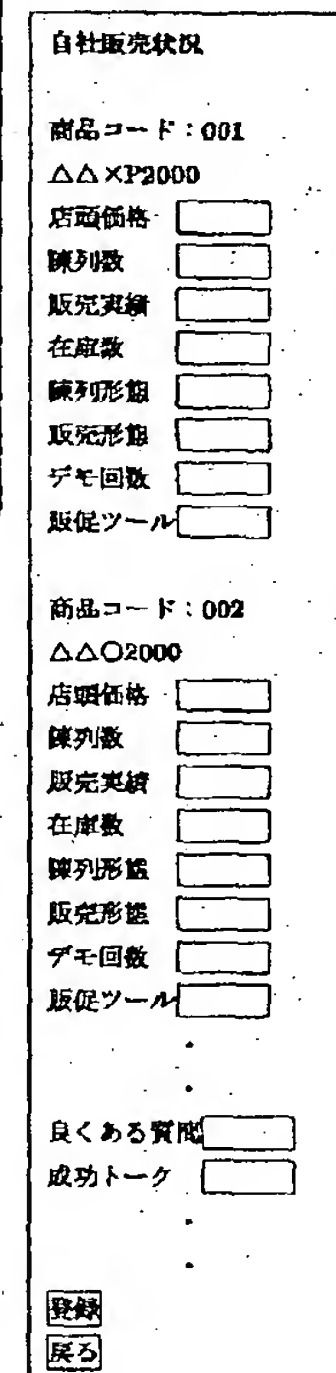 自社販売状況
商品コード：001
△△×P2000
店頭価格
陳列数
販売実績
在庫数
陳列形態
販売形態
デモ回数
販促ツール
商品コード：002
△△○2000
店頭価格
陳列数
販売実績
在庫数
陳列形態
販売形態
デモ回数
販促ツール
良くある質問
成功トーク
登録
戻る